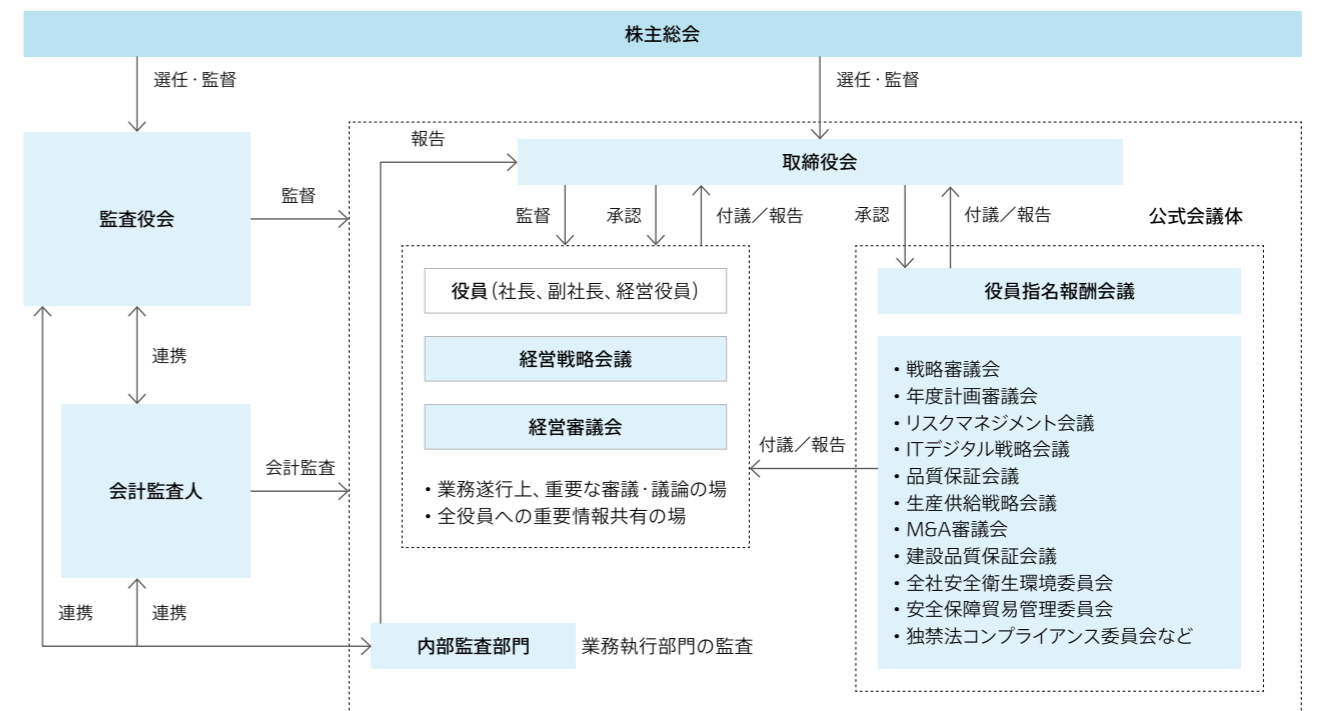 株主総会
選任・監督
選任・監督
報告
取締役会
監査役会
監督
監督
承認
付議／報告
承認
付議／報告
公式会議体
役員（社長、副社長、経営役員）
役員指名報酬会議
経営戦略会議
経営審議会
・業務遂行上、重要な審議・議論の場
・全役員への重要情報共有の場
付議／報告
・戦略審議会
・年度計画審議会
・リスクマネジメント会議
・ITデジタル戦略会議
・品質保証会議
・生産供給戦略会議
・M&A審議会
・建設品質保証会議
・全社安全衛生環境委員会
・安全保障貿易管理委員会
・独禁法コンプライアンス委員会など
連携
会計監査人
会計監査
連携
連携
内部監査部門
業務執行部門の監査